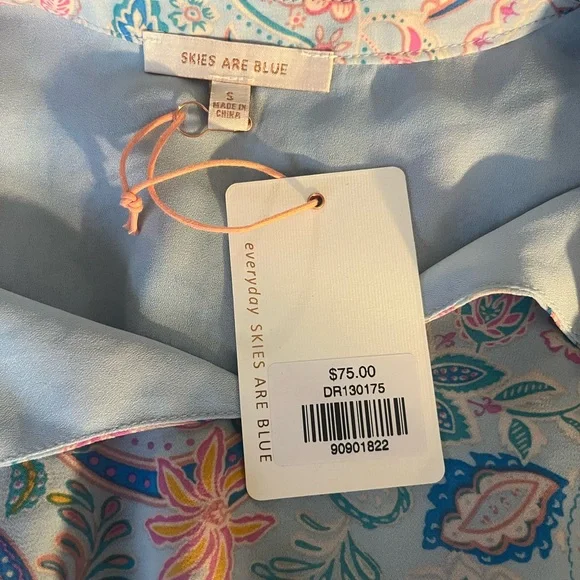 SKIES ARE BLUE
S
MADE IN
CHINA
everyday SKIES ARE BLUE
$75.00
DR130175
90901822